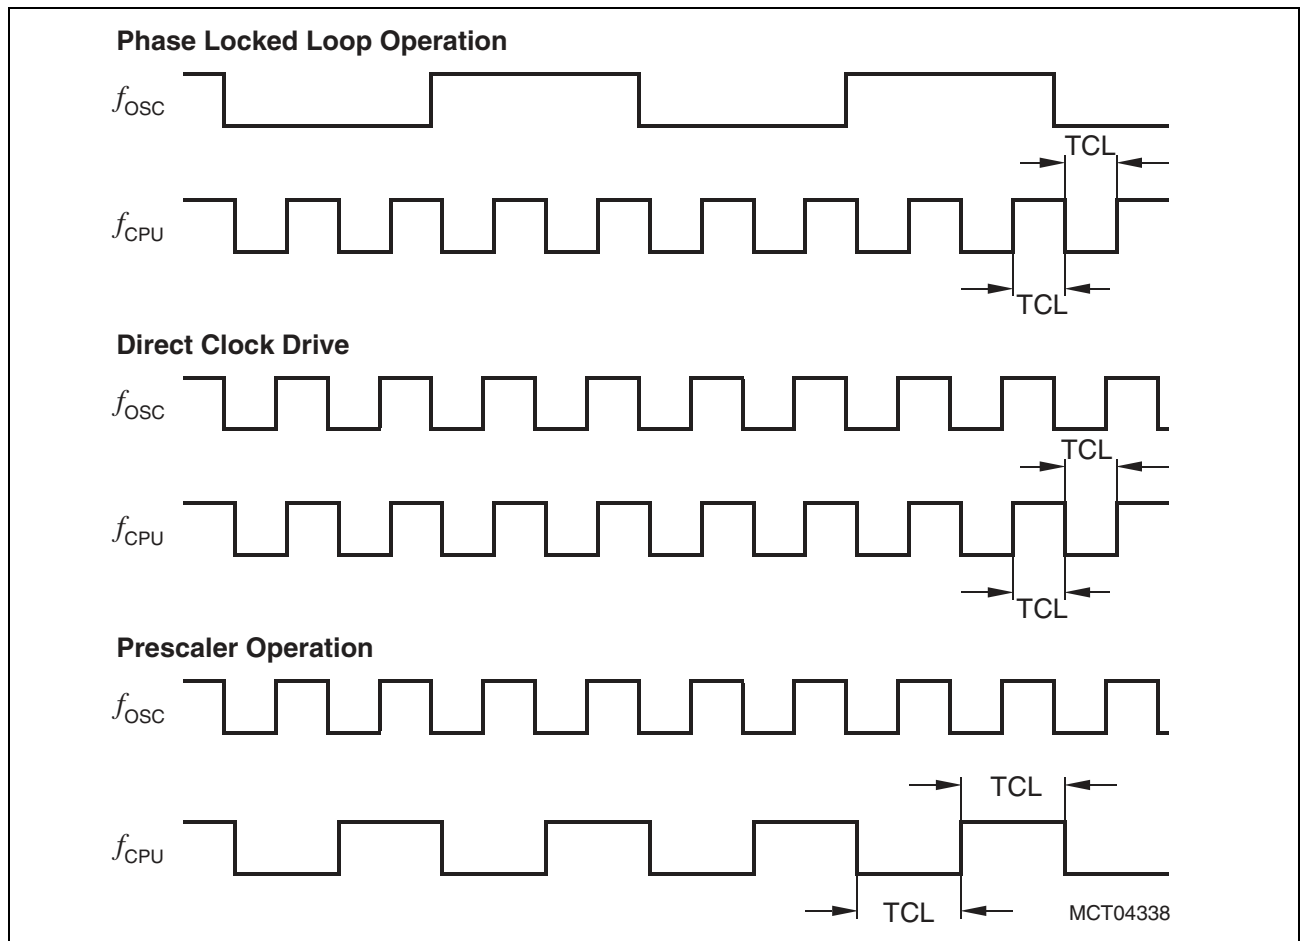 Phase Locked Loop Operation
fOSC
TCL
fCPU
TCL
Direct Clock Drive
fOSC
TCL
fCPU
TCL
Prescaler Operation
fOSC
TCL
fCPU
TCL
MCT04338